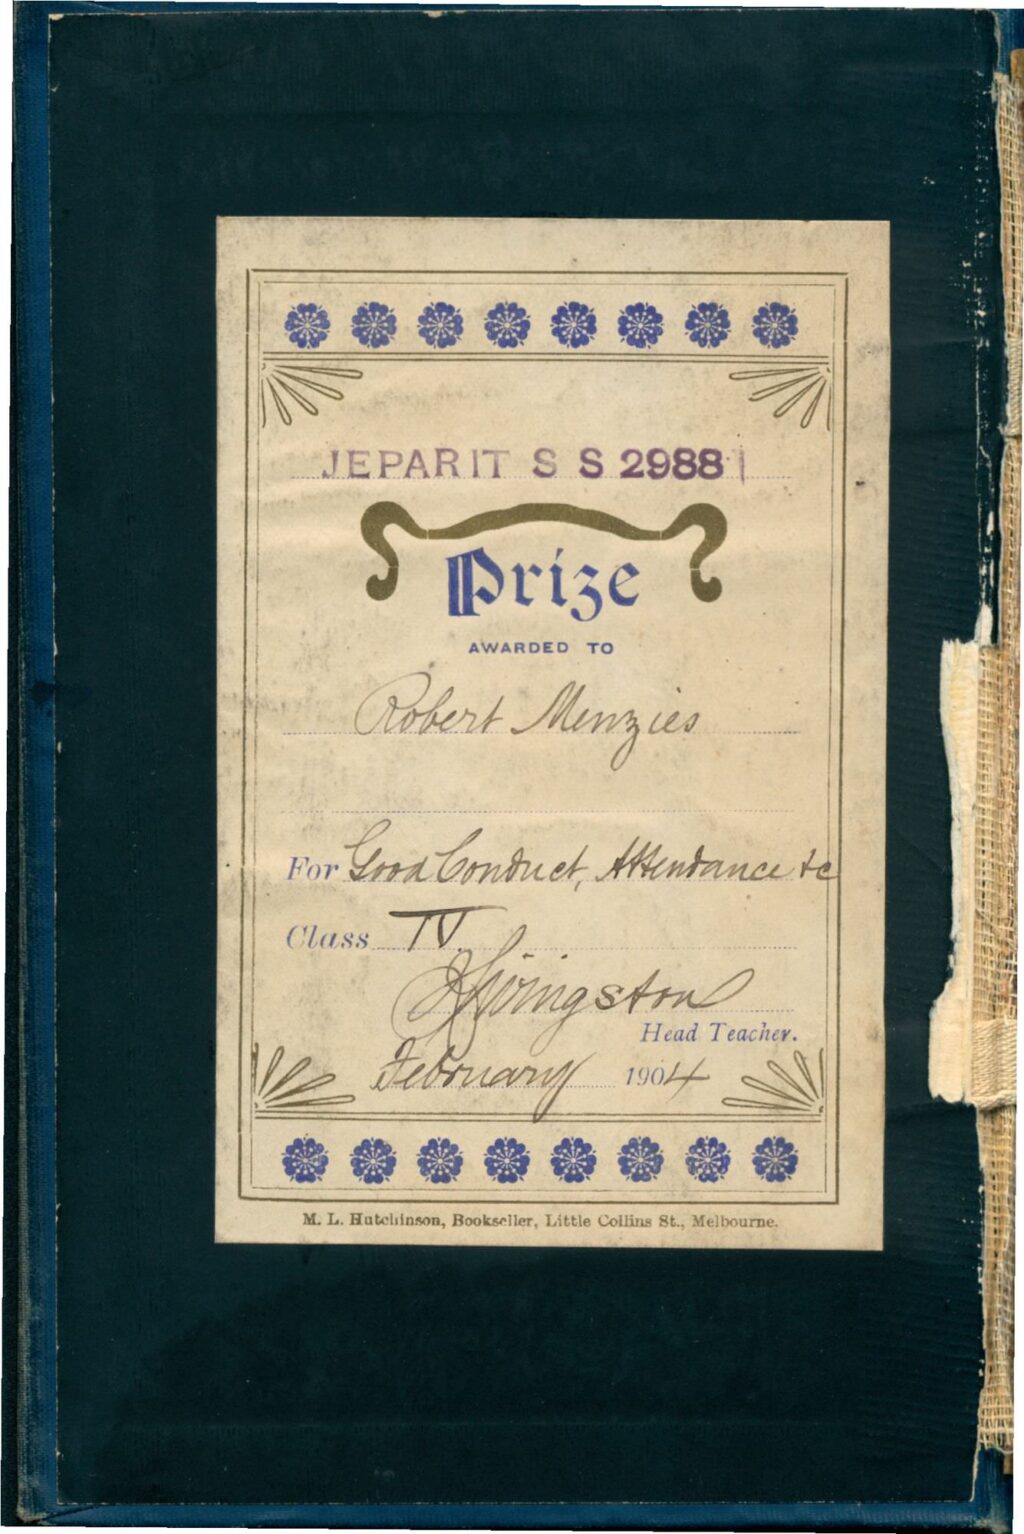 JEPARIT S S 2988
Prize
AWARDED TO
Robert Menzies
For Good Conduct, Attendance &c
Class IV
Livingston
Head Teacher.
February 1904
M. L. Hutchinson, Bookseller, Little Collins St., Melbourne.